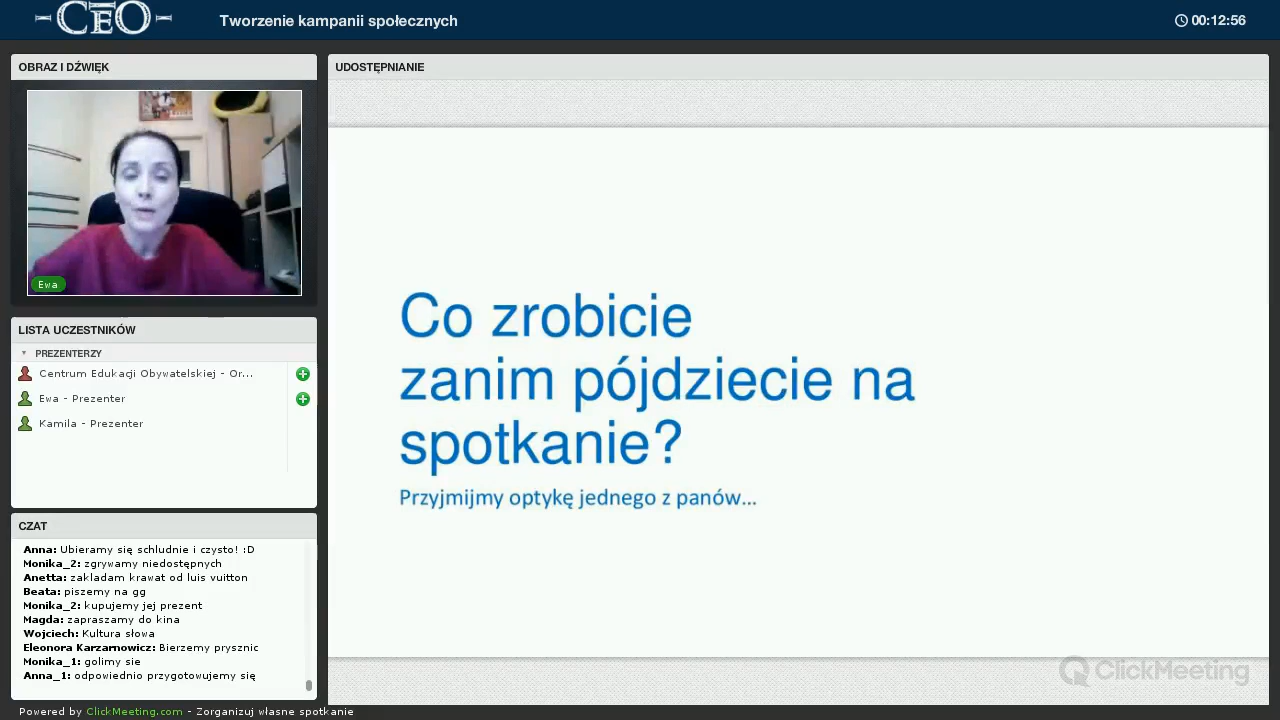 CEO
Tworzenie kampanii społecznych
00:12:56
OBRAZ I DŹWIĘK
Ewa
LISTA UCZESTNIKÓW
PREZENTERZY
Centrum Edukacji Obywatelskiej - Or...
Ewa - Prezenter
Kamila - Prezenter
CZAT
Anna: Ubieramy się schludnie i czysto! :D
Monika_2: zgrywamy niedostępnych
Anetta: zakladam krawat od luis vuitton
Beata: piszemy na gg
Monika_2: kupujemy jej prezent
Magda: zapraszamy do kina
Wojciech: Kultura słowa
Eleonora Karzarnowicz: Bierzemy prysznic
Monika_1: golimy sie
Anna_1: odpowiednio przygotowujemy się
UDOSTĘPNIANIE
Co zrobicie
zanim pójdziecie na
spotkanie?
Przyjmijmy optykę jednego z panów...
ClickMeeting
Powered by ClickMeeting.com - Zorganizuj własne spotkanie